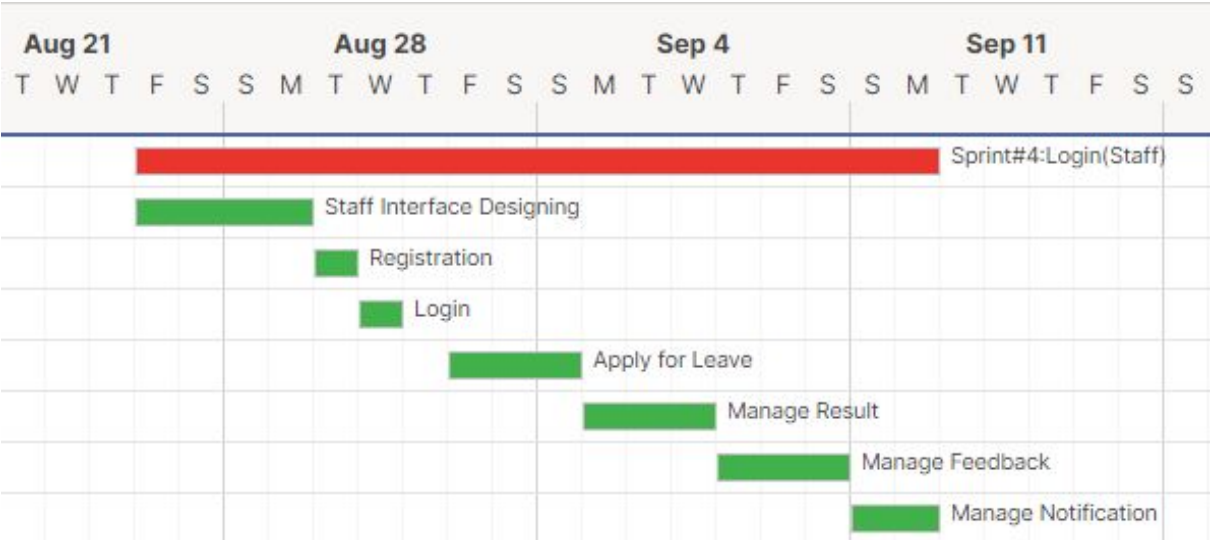 Aug 21 Aug 28 Sep 4 Sep 11
T W T F S S M T W T F S S M T W T F S S M T W T F S S
Sprint#4:Login(Staff)
Staff Interface Designing
Registration
Login
Apply for Leave
Manage Result
Manage Feedback
Manage Notification